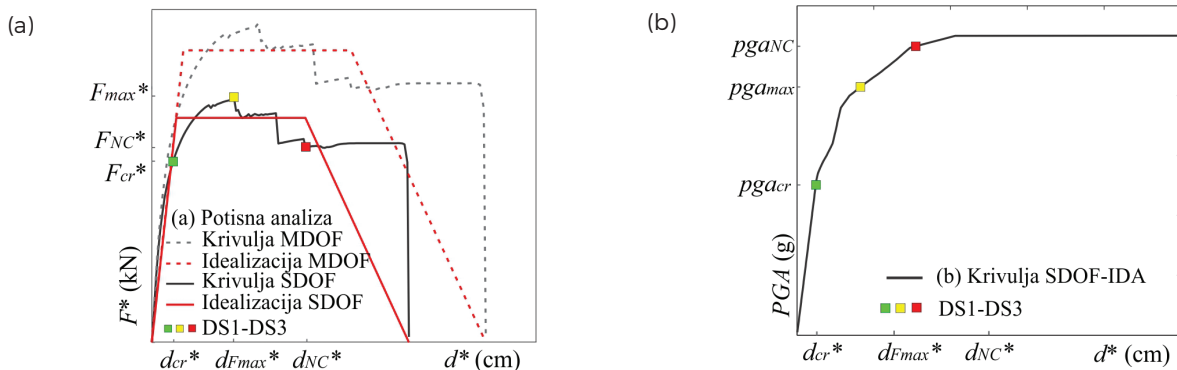 (a)
Fmax*
FNC*
Fcr*
F* (kN)
(a) Potisna analiza
Krivulja MDOF
Idealizacija MDOF
Krivulja SDOF
Idealizacija SDOF
DS1-DS3
dcr*
dFmax*
dNC*
d* (cm)
(b)
pgaNC
pgamax
pgacr
PGA (g)
(b) Krivulja SDOF-IDA
DS1-DS3
dcr*
dFmax*
dNC*
d* (cm)